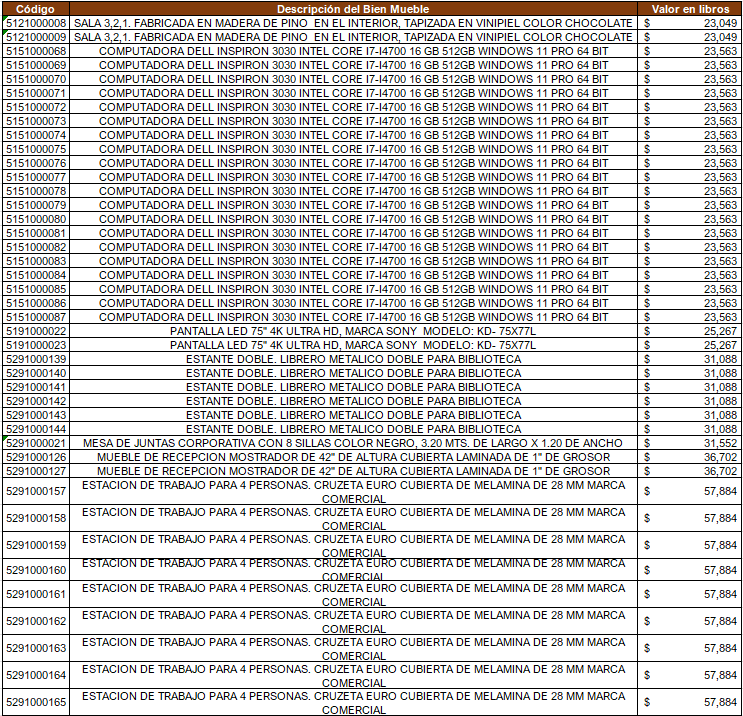 Código Descripción del Bien Mueble Valor en libros
5121000008 SALA 3,2,1. FABRICADA EN MADERA DE PINO EN EL INTERIOR, TAPIZADA EN VINIPIEL COLOR CHOCOLATE $ 23,049
5121000009 SALA 3,2,1. FABRICADA EN MADERA DE PINO EN EL INTERIOR, TAPIZADA EN VINIPIEL COLOR CHOCOLATE $ 23,049
5151000068 COMPUTADORA DELL INSPIRON 3030 INTEL CORE I7-I4700 16 GB 512GB WINDOWS 11 PRO 64 BIT $ 23,563
5151000069 COMPUTADORA DELL INSPIRON 3030 INTEL CORE I7-I4700 16 GB 512GB WINDOWS 11 PRO 64 BIT $ 23,563
5151000070 COMPUTADORA DELL INSPIRON 3030 INTEL CORE I7-I4700 16 GB 512GB WINDOWS 11 PRO 64 BIT $ 23,563
5151000071 COMPUTADORA DELL INSPIRON 3030 INTEL CORE I7-I4700 16 GB 512GB WINDOWS 11 PRO 64 BIT $ 23,563
5151000072 COMPUTADORA DELL INSPIRON 3030 INTEL CORE I7-I4700 16 GB 512GB WINDOWS 11 PRO 64 BIT $ 23,563
5151000073 COMPUTADORA DELL INSPIRON 3030 INTEL CORE I7-I4700 16 GB 512GB WINDOWS 11 PRO 64 BIT $ 23,563
5151000074 COMPUTADORA DELL INSPIRON 3030 INTEL CORE I7-I4700 16 GB 512GB WINDOWS 11 PRO 64 BIT $ 23,563
5151000075 COMPUTADORA DELL INSPIRON 3030 INTEL CORE I7-I4700 16 GB 512GB WINDOWS 11 PRO 64 BIT $ 23,563
5151000076 COMPUTADORA DELL INSPIRON 3030 INTEL CORE I7-I4700 16 GB 512GB WINDOWS 11 PRO 64 BIT $ 23,563
5151000077 COMPUTADORA DELL INSPIRON 3030 INTEL CORE I7-I4700 16 GB 512GB WINDOWS 11 PRO 64 BIT $ 23,563
5151000078 COMPUTADORA DELL INSPIRON 3030 INTEL CORE I7-I4700 16 GB 512GB WINDOWS 11 PRO 64 BIT $ 23,563
5151000079 COMPUTADORA DELL INSPIRON 3030 INTEL CORE I7-I4700 16 GB 512GB WINDOWS 11 PRO 64 BIT $ 23,563
5151000080 COMPUTADORA DELL INSPIRON 3030 INTEL CORE I7-I4700 16 GB 512GB WINDOWS 11 PRO 64 BIT $ 23,563
5151000081 COMPUTADORA DELL INSPIRON 3030 INTEL CORE I7-I4700 16 GB 512GB WINDOWS 11 PRO 64 BIT $ 23,563
5151000082 COMPUTADORA DELL INSPIRON 3030 INTEL CORE I7-I4700 16 GB 512GB WINDOWS 11 PRO 64 BIT $ 23,563
5151000083 COMPUTADORA DELL INSPIRON 3030 INTEL CORE I7-I4700 16 GB 512GB WINDOWS 11 PRO 64 BIT $ 23,563
5151000084 COMPUTADORA DELL INSPIRON 3030 INTEL CORE I7-I4700 16 GB 512GB WINDOWS 11 PRO 64 BIT $ 23,563
5151000085 COMPUTADORA DELL INSPIRON 3030 INTEL CORE I7-I4700 16 GB 512GB WINDOWS 11 PRO 64 BIT $ 23,563
5151000086 COMPUTADORA DELL INSPIRON 3030 INTEL CORE I7-I4700 16 GB 512GB WINDOWS 11 PRO 64 BIT $ 23,563
5151000087 COMPUTADORA DELL INSPIRON 3030 INTEL CORE I7-I4700 16 GB 512GB WINDOWS 11 PRO 64 BIT $ 23,563
5191000022 PANTALLA LED 75" 4K ULTRA HD, MARCA SONY MODELO: KD- 75X77L $ 25,267
5191000023 PANTALLA LED 75" 4K ULTRA HD, MARCA SONY MODELO: KD- 75X77L $ 25,267
5291000139 ESTANTE DOBLE. LIBRERO METALICO DOBLE PARA BIBLIOTECA $ 31,088
5291000140 ESTANTE DOBLE. LIBRERO METALICO DOBLE PARA BIBLIOTECA $ 31,088
5291000141 ESTANTE DOBLE. LIBRERO METALICO DOBLE PARA BIBLIOTECA $ 31,088
5291000142 ESTANTE DOBLE. LIBRERO METALICO DOBLE PARA BIBLIOTECA $ 31,088
5291000143 ESTANTE DOBLE. LIBRERO METALICO DOBLE PARA BIBLIOTECA $ 31,088
5291000144 ESTANTE DOBLE. LIBRERO METALICO DOBLE PARA BIBLIOTECA $ 31,088
5291000021 MESA DE JUNTAS CORPORATIVA CON 8 SILLAS COLOR NEGRO, 3.20 MTS. DE LARGO X 1.20 DE ANCHO $ 31,552
5291000126 MUEBLE DE RECEPCION MOSTRADOR DE 42" DE ALTURA CUBIERTA LAMINADA DE 1" DE GROSOR $ 36,702
5291000127 MUEBLE DE RECEPCION MOSTRADOR DE 42" DE ALTURA CUBIERTA LAMINADA DE 1" DE GROSOR $ 36,702
5291000157 ESTACION DE TRABAJO PARA 4 PERSONAS. CRUZETA EURO CUBIERTA DE MELAMINA DE 28 MM MARCA $ 57,884
COMERCIAL
5291000158 ESTACION DE TRABAJO PARA 4 PERSONAS. CRUZETA EURO CUBIERTA DE MELAMINA DE 28 MM MARCA $ 57,884
COMERCIAL
5291000159 ESTACION DE TRABAJO PARA 4 PERSONAS. CRUZETA EURO CUBIERTA DE MELAMINA DE 28 MM MARCA $ 57,884
COMERCIAL
5291000160 ESTACION DE TRABAJO PARA 4 PERSONAS. CRUZETA EURO CUBIERTA DE MELAMINA DE 28 MM MARCA $ 57,884
COMERCIAL
5291000161 ESTACION DE TRABAJO PARA 4 PERSONAS. CRUZETA EURO CUBIERTA DE MELAMINA DE 28 MM MARCA $ 57,884
COMERCIAL
5291000162 ESTACION DE TRABAJO PARA 4 PERSONAS. CRUZETA EURO CUBIERTA DE MELAMINA DE 28 MM MARCA $ 57,884
COMERCIAL
5291000163 ESTACION DE TRABAJO PARA 4 PERSONAS. CRUZETA EURO CUBIERTA DE MELAMINA DE 28 MM MARCA $ 57,884
COMERCIAL
5291000164 ESTACION DE TRABAJO PARA 4 PERSONAS. CRUZETA EURO CUBIERTA DE MELAMINA DE 28 MM MARCA $ 57,884
COMERCIAL
5291000165 ESTACION DE TRABAJO PARA 4 PERSONAS. CRUZETA EURO CUBIERTA DE MELAMINA DE 28 MM MARCA $ 57,884
COMERCIAL